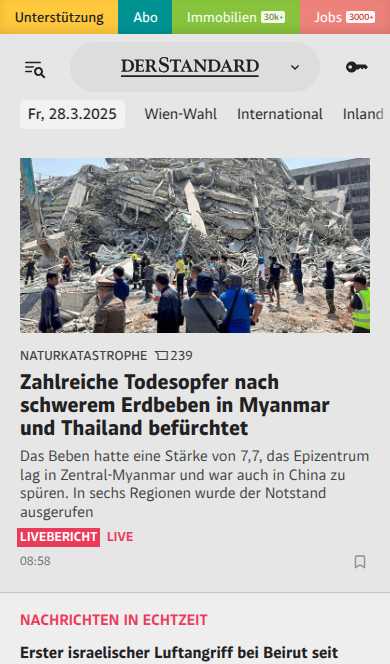 Unterstützung Abo Immobilien 30k+ Jobs 3000+
DERSTANDARD
Fr, 28.3.2025 Wien-Wahl International Inland
NATURKATASTROPHE 239
Zahlreiche Todesopfer nach
schwerem Erdbeben in Myanmar
und Thailand befürchtet
Das Beben hatte eine Stärke von 7,7, das Epizentrum
lag in Zentral-Myanmar und war auch in China zu
spüren. In sechs Regionen wurde der Notstand
ausgerufen
LIVEBERICHT LIVE
08:58
NACHRICHTEN IN ECHTZEIT
Erster israelischer Luftangriff bei Beirut seit